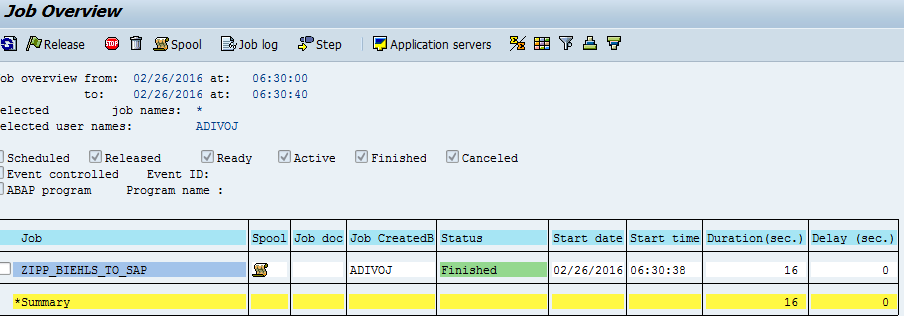 Job Overview
Release Spool Job log Step Application servers
ob overview from: 02/26/2016 at: 06:30:00
to: 02/26/2016 at: 06:30:40
elected job names: *
elected user names: ADIVOJ
Scheduled Released Ready Active Finished Canceled
Event controlled Event ID:
ABAP program Program name :
Job Spool Job doc Job CreatedB Status Start date Start time Duration(sec.) Delay (sec.)
ZIPP_BIEHLS_TO_SAP ADIVOJ Finished 02/26/2016 06:30:38 16 0
*Summary 16 0